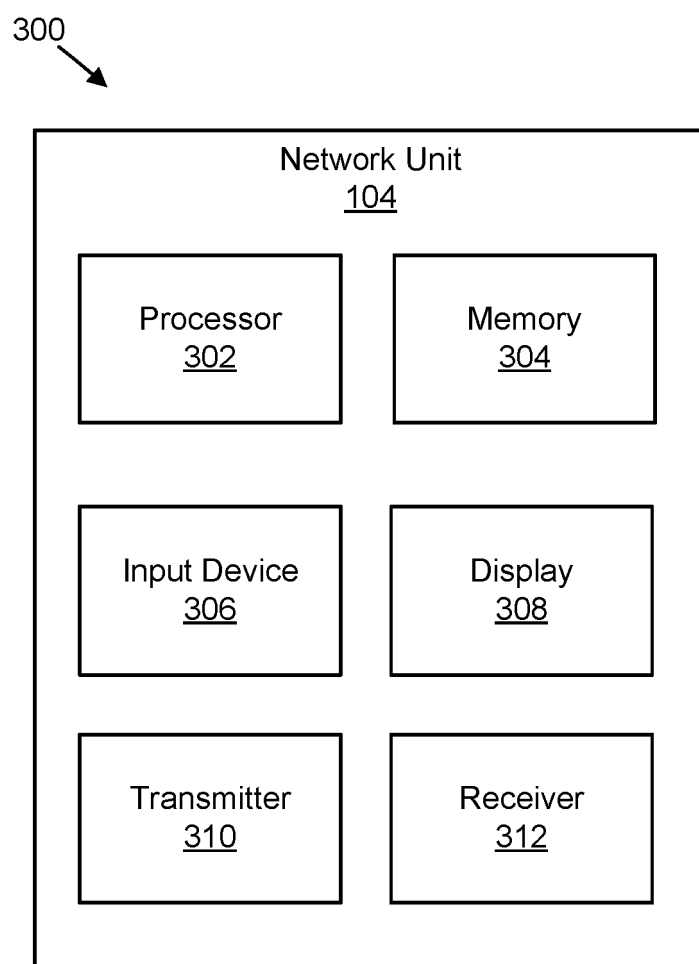 300
Network Unit
104
Processor
302
Memory
304
Input Device
306
Display
308
Transmitter
310
Receiver
312